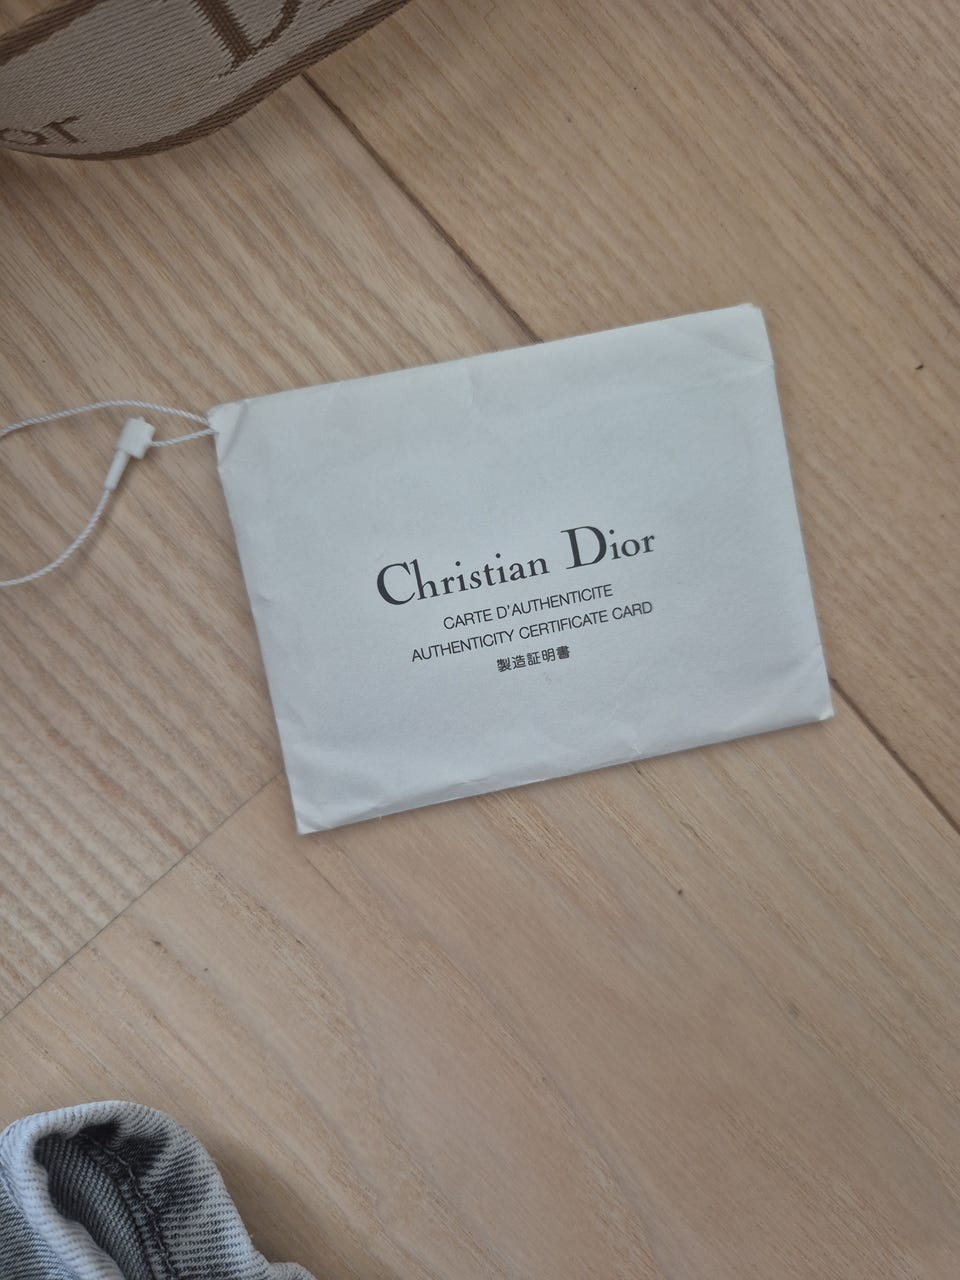 Christian Dior
CARTE D'AUTHENTICITE
AUTHENTICITY CERTIFICATE CARD
製造証明書